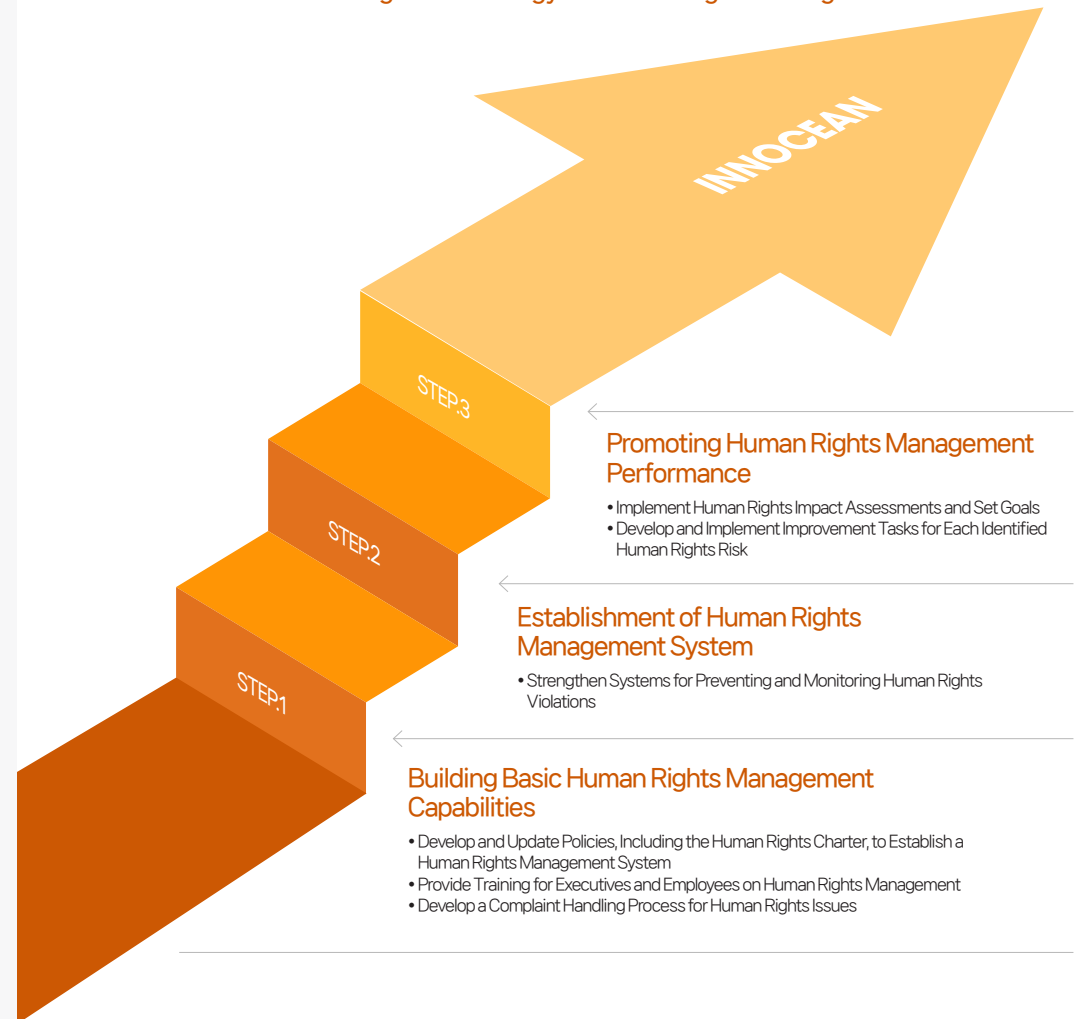 INNOCEAN
STEP.3
Promoting Human Rights Management
Performance
• Implement Human Rights Impact Assessments and Set Goals
• Develop and Implement Improvement Tasks for Each Identified
Human Rights Risk
STEP.2
Establishment of Human Rights
Management System
• Strengthen Systems for Preventing and Monitoring Human Rights
Violations
STEP.1
Building Basic Human Rights Management
Capabilities
• Develop and Update Policies, Including the Human Rights Charter, to Establish a
Human Rights Management System
• Provide Training for Executives and Employees on Human Rights Management
• Develop a Complaint Handling Process for Human Rights Issues